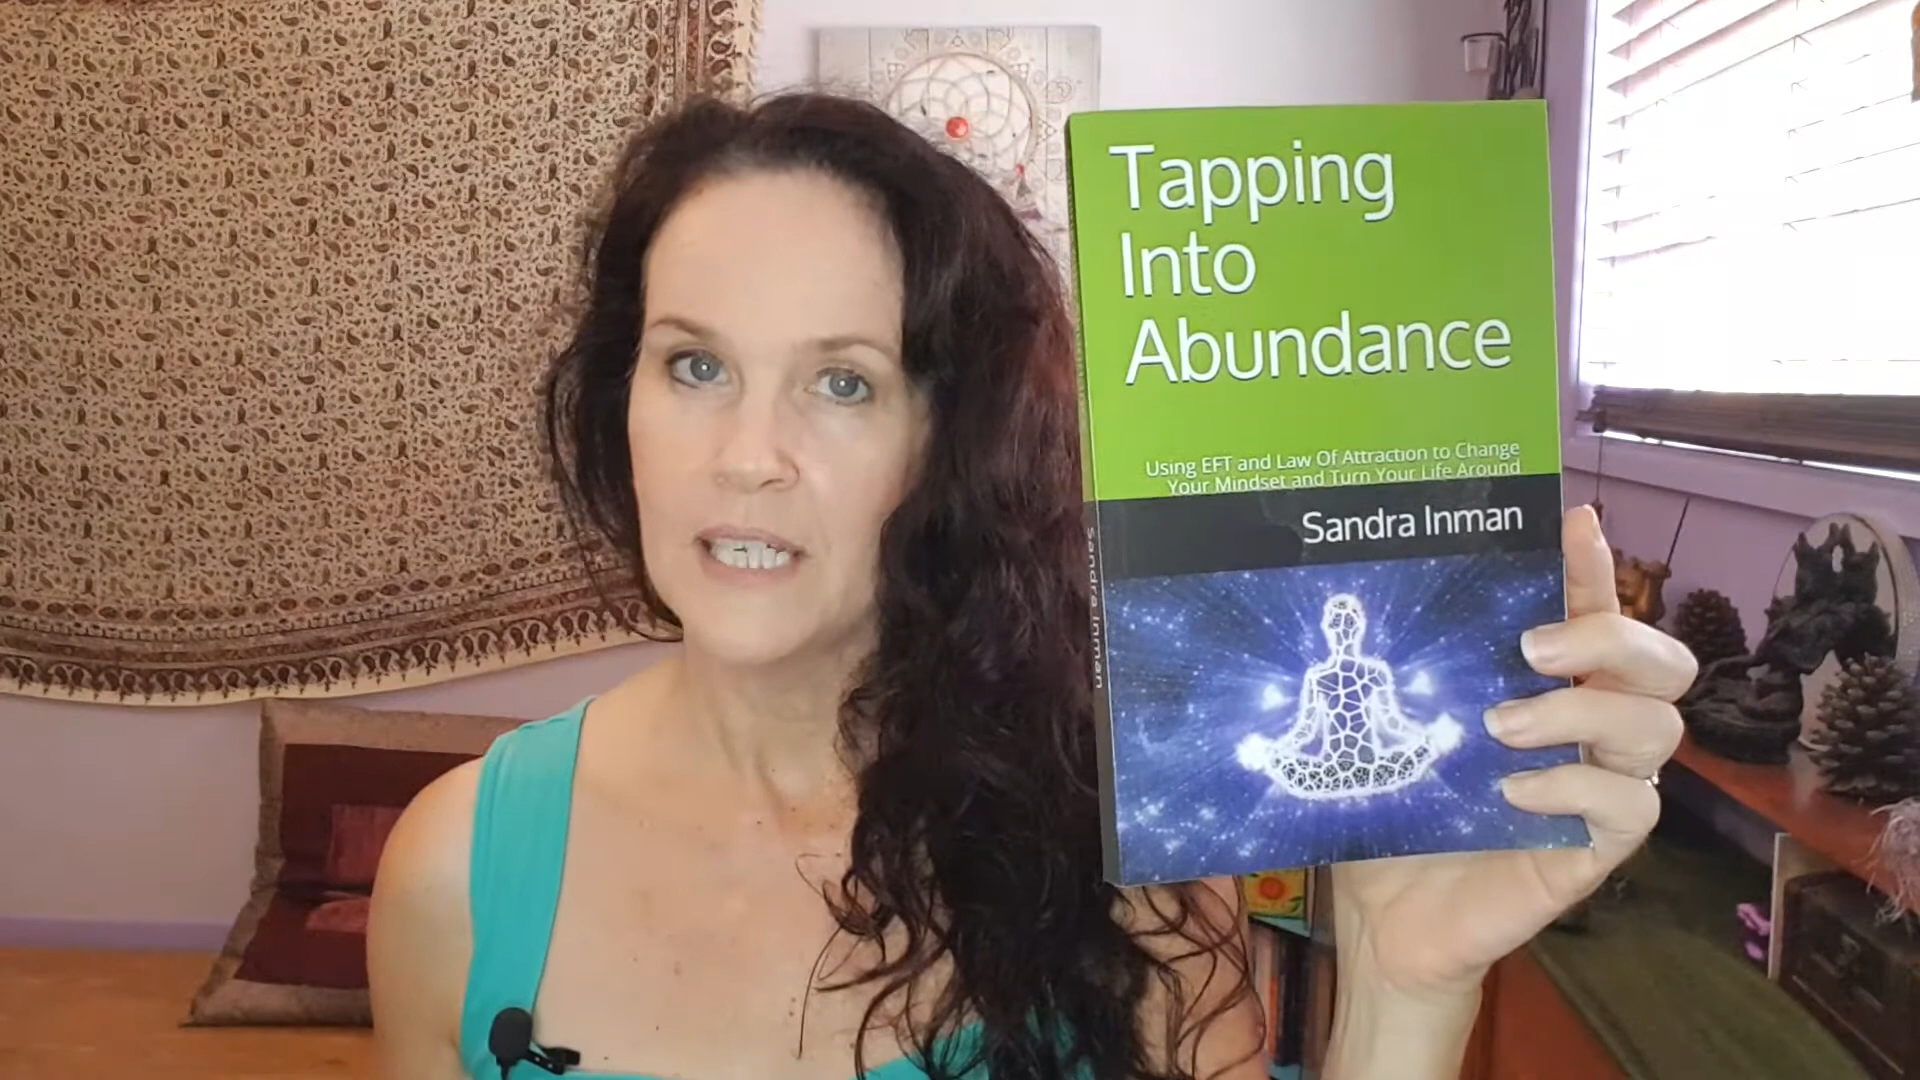 Tapping
Into
Abundance
Using EFT and Law Of Attraction to Change
Your Mindset and Turn Your Life Around
Sandra Inman
Sandra Inman